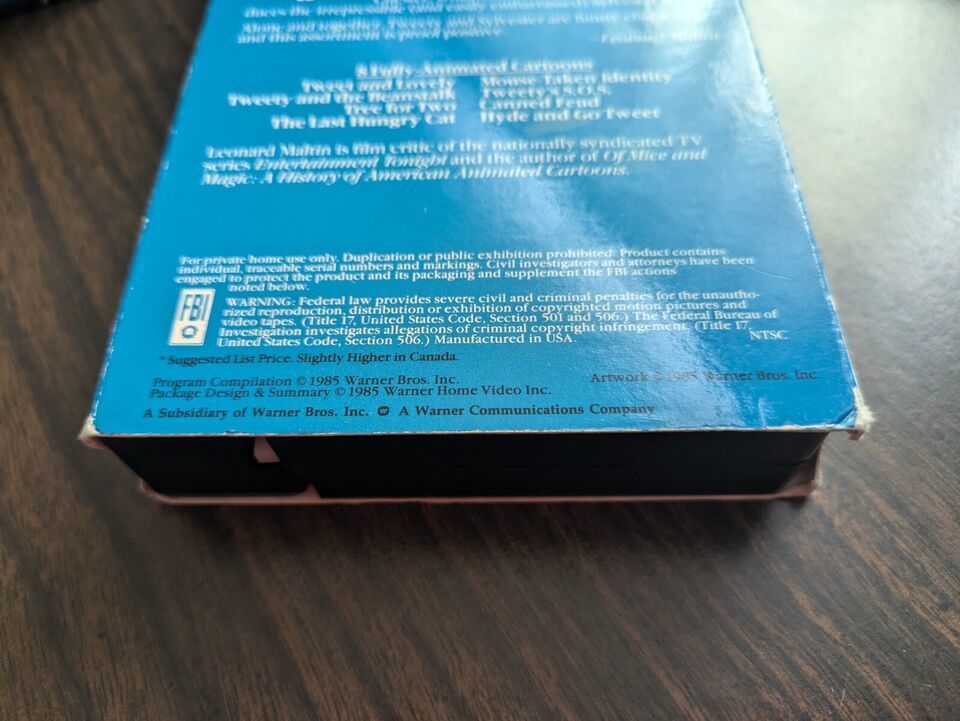 Alone and together, Tweety and Sylvester are funny characters
and this assortment is proof positive.
—Leonard Maltin
8 Fully-Animated Cartoons
Tweet and Lovely Mouse-Taken Identity
Tweety and the Beanstalk Tweety's S.O.S.
Tree for Two Canned Feud
The Last Hungry Cat Hyde and Go Tweet
Leonard Maltin is film critic of the nationally syndicated TV
series Entertainment Tonight and the author of Of Mice and
Magic: A History of American Animated Cartoons.
For private home use only. Duplication or public exhibition prohibited. Product contains
individual, traceable serial numbers and markings. Civil investigators and attorneys have been
engaged to protect the product and its packaging and supplement the FBI actions
noted below.
FBI
WARNING: Federal law provides severe civil and criminal penalties for the unautho-
rized reproduction, distribution or exhibition of copyrighted motion pictures and
video tapes. (Title 17, United States Code, Section 501 and 506.) The Federal Bureau of
Investigation investigates allegations of criminal copyright infringement. (Title 17,
United States Code, Section 506.) Manufactured in USA.
NTSC
* Suggested List Price. Slightly Higher in Canada.
Program Compilation © 1985 Warner Bros. Inc.
Artwork © 1985 Warner Bros. Inc.
Package Design & Summary © 1985 Warner Home Video Inc.
A Subsidiary of Warner Bros. Inc. A Warner Communications Company